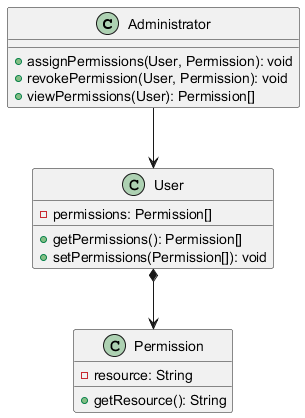 C Administrator
assignPermissions(User, Permission): void
revokePermission(User, Permission): void
viewPermissions(User): Permission[]
C User
permissions: Permission[]
getPermissions(): Permission[]
setPermissions(Permission[]): void
C Permission
resource: String
getResource(): String